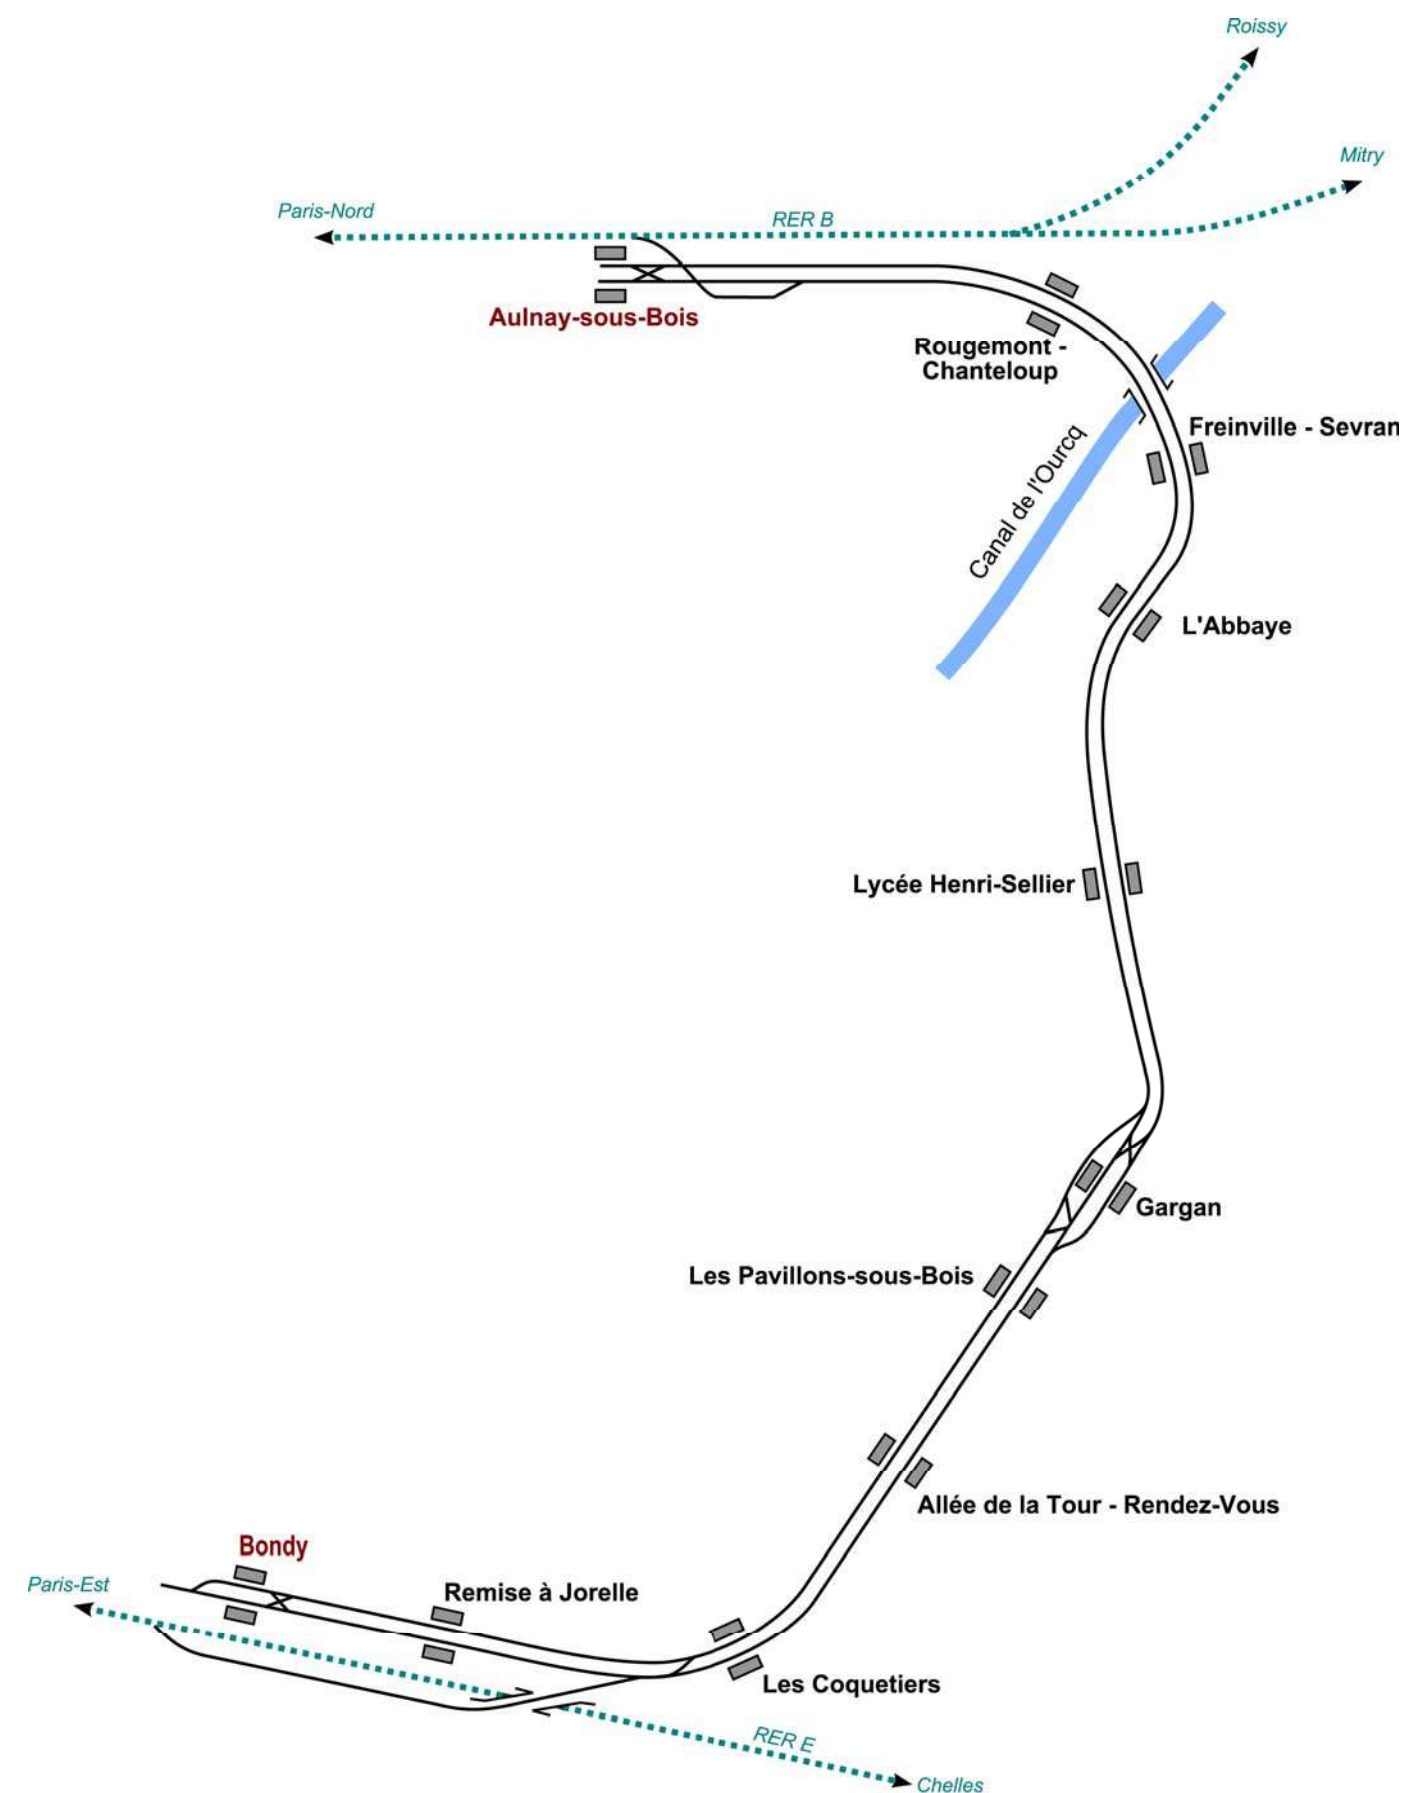 Roissy
Mitry
Paris-Nord
RER B
Aulnay-sous-Bois
Rougemont -
Chanteloup
Freinville - Sevran
Canal de l'Ourcq
L'Abbaye
Lycée Henri-Sellier
Gargan
Les Pavillons-sous-Bois
Allée de la Tour - Rendez-Vous
Bondy
Paris-Est
Remise à Jorelle
Les Coquetiers
RER E
Chelles